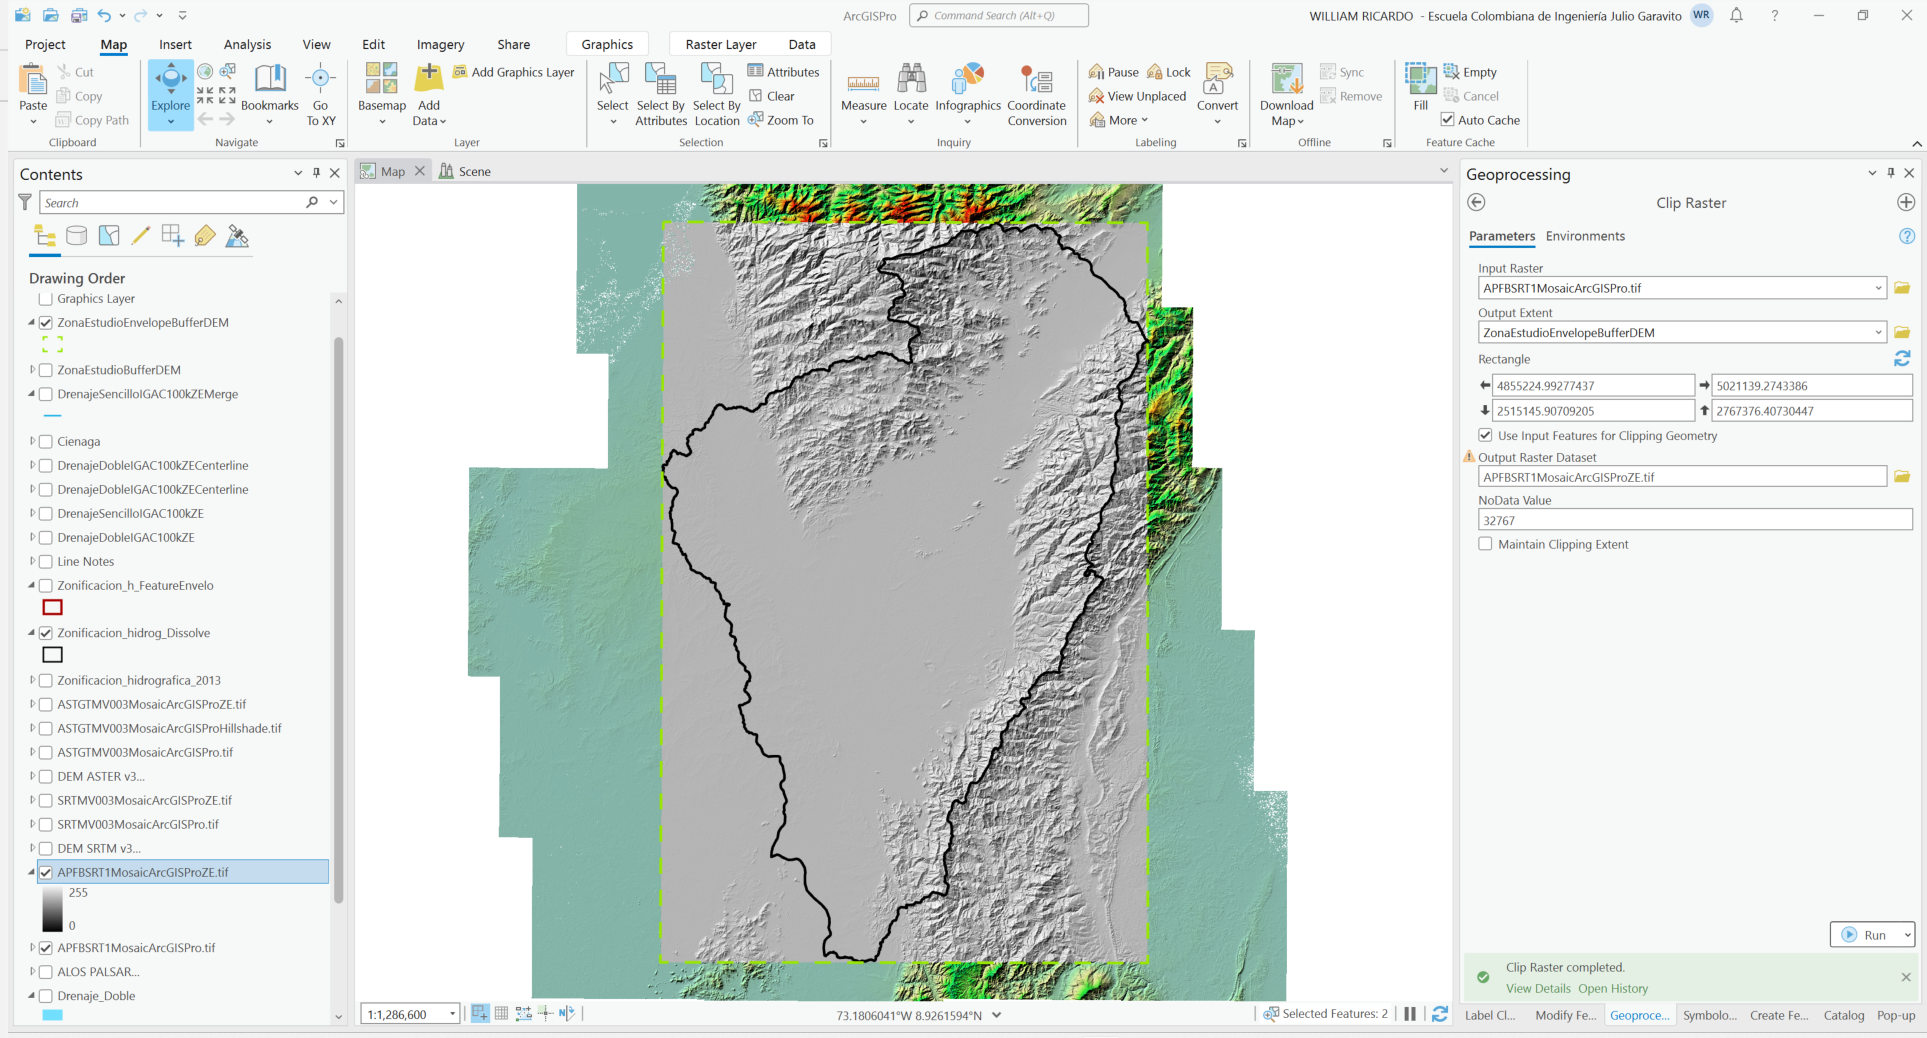 ArcGISPro
Command Search (Alt+Q)
WILLIAM RICARDO - Escuela Colombiana de Ingeniería Julio Garavito
WR
?
Project
Map
Insert
Analysis
View
Edit
Imagery
Share
Graphics
Raster Layer
Data
Paste
Cut
Copy
Copy Path
Clipboard
Explore
Bookmarks
Go
To XY
Navigate
Basemap
Add
Data
Add Graphics Layer
Layer
Select
Select By
Attributes
Select By
Location
Attributes
Clear
Zoom To
Selection
Measure
Locate
Infographics
Coordinate
Conversion
Inquiry
Pause
Lock
View Unplaced
More
Convert
Labeling
Download
Map
Sync
Remove
Offline
Fill
Empty
Cancel
Auto Cache
Feature Cache
Contents
Search
Drawing Order
Graphics Layer
ZonaEstudioEnvelopeBufferDEM
ZonaEstudioBufferDEM
DrenajeSencilloIGAC100kZEMerge
Cienaga
DrenajeDobleIGAC100kZECenterline
DrenajeDobleIGAC100kZECenterline
DrenajeSencilloIGAC100kZE
DrenajeDobleIGAC100kZE
Line Notes
Zonificacion_h_FeatureEnvelo
Zonificacion_hidrog_Dissolve
Zonificacion_hidrografica_2013
ASTGTMV003MosaicArcGISProZE.tif
ASTGTMV003MosaicArcGISProHillshade.tif
ASTGTMV003MosaicArcGISPro.tif
DEM ASTER v3...
SRTMV003MosaicArcGISProZE.tif
SRTMV003MosaicArcGISPro.tif
DEM SRTM v3...
APFBSRT1MosaicArcGISProZE.tif
255
0
APFBSRT1MosaicArcGISPro.tif
ALOS PALSAR...
Drenaje_Doble
Map
Scene
1:1,286,600
N
73.1806041°W 8.9261594°N
Selected Features: 2
Geoprocessing
Clip Raster
Parameters
Environments
?
Input Raster
APFBSRT1MosaicArcGISPro.tif
Output Extent
ZonaEstudioEnvelopeBufferDEM
Rectangle
4855224.99277437
5021139.2743386
2515145.90709205
2767376.40730447
Use Input Features for Clipping Geometry
Output Raster Dataset
APFBSRT1MosaicArcGISProZE.tif
NoData Value
32767
Maintain Clipping Extent
Run
Clip Raster completed.
View Details Open History
Label Cl...
Modify Fe...
Geoproce...
Symbolo...
Create Fe...
Catalog
Pop-up